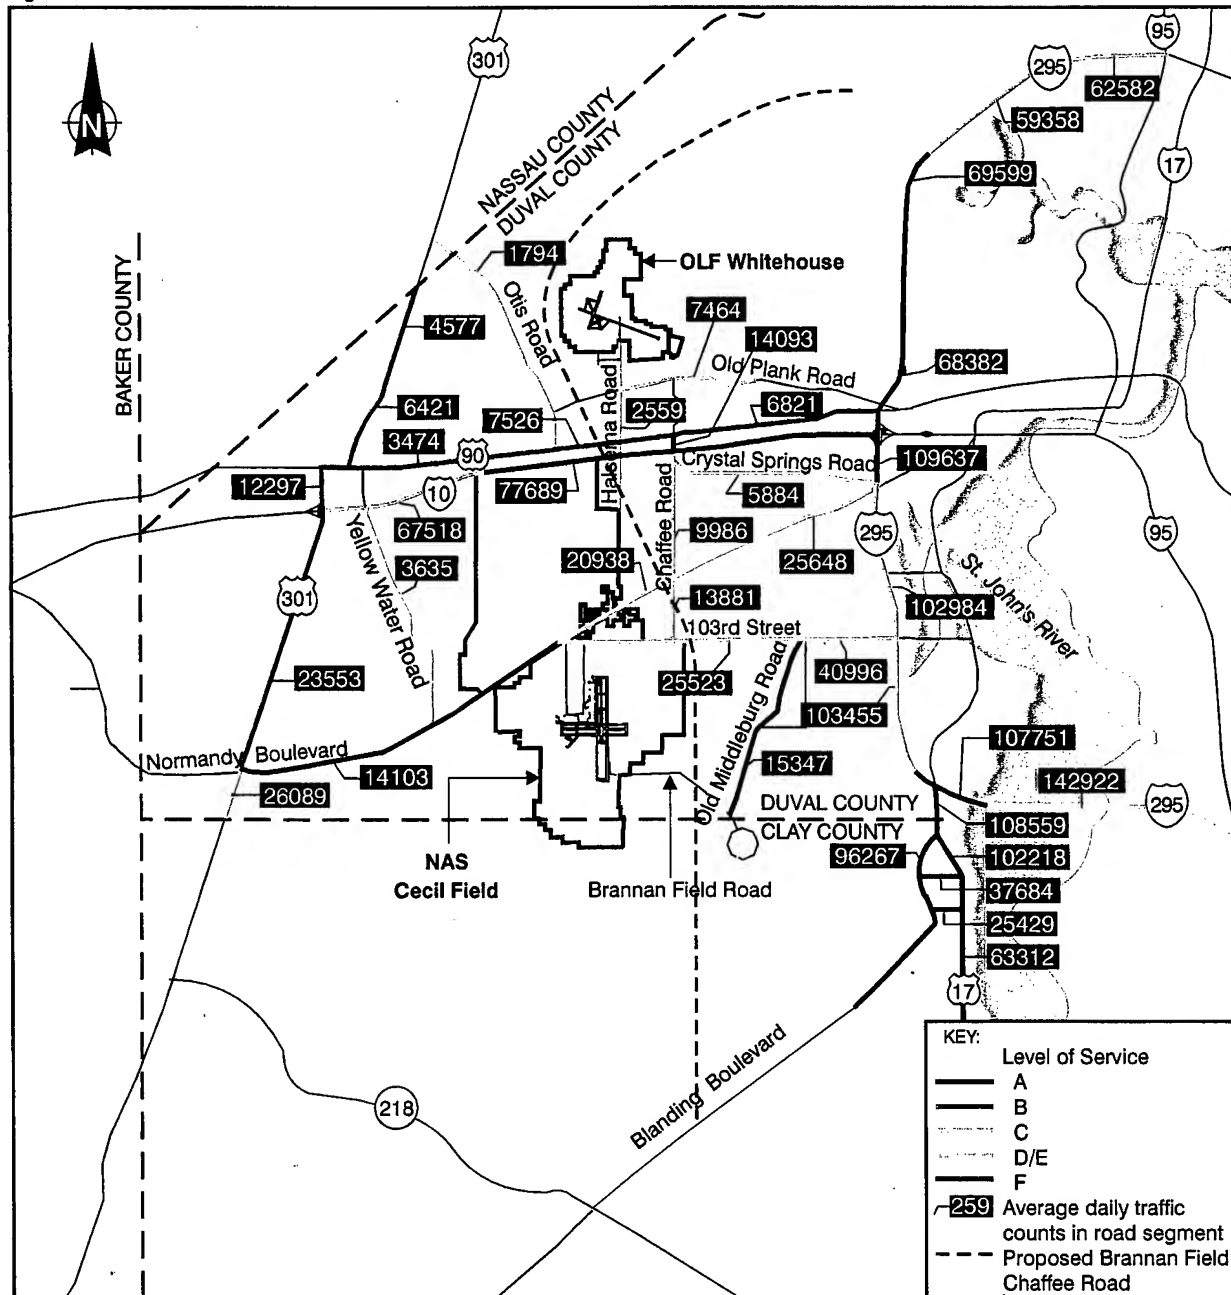 301
95
295
62582
59358
N
17
69599
NASSAU COUNTY
DUVAL COUNTY
1794
OLF Whitehouse
BAKER COUNTY
Otis Road
7464
4577
14093
68382
Old Plank Road
6421
7526
Halsema Road
2559
6821
3474
90
Crystal Springs Road
109637
12297
77689
10
5884
67518
Chaffee Road
9986
295
95
Yellow Water Road
3635
20938
25648
St. John's River
301
13881
102984
103rd Street
23553
25523
40996
Old Middleburg Road
103455
Normandy Boulevard
107751
14103
15347
142922
26089
DUVAL COUNTY
295
CLAY COUNTY
108559
96267
102218
NAS
Cecil Field
Brannan Field Road
37684
25429
63312
17
Blanding Boulevard
218
KEY:
Level of Service
A
B
C
D/E
F
259 Average daily traffic
counts in road segment
Proposed Brannan Field
Chaffee Road